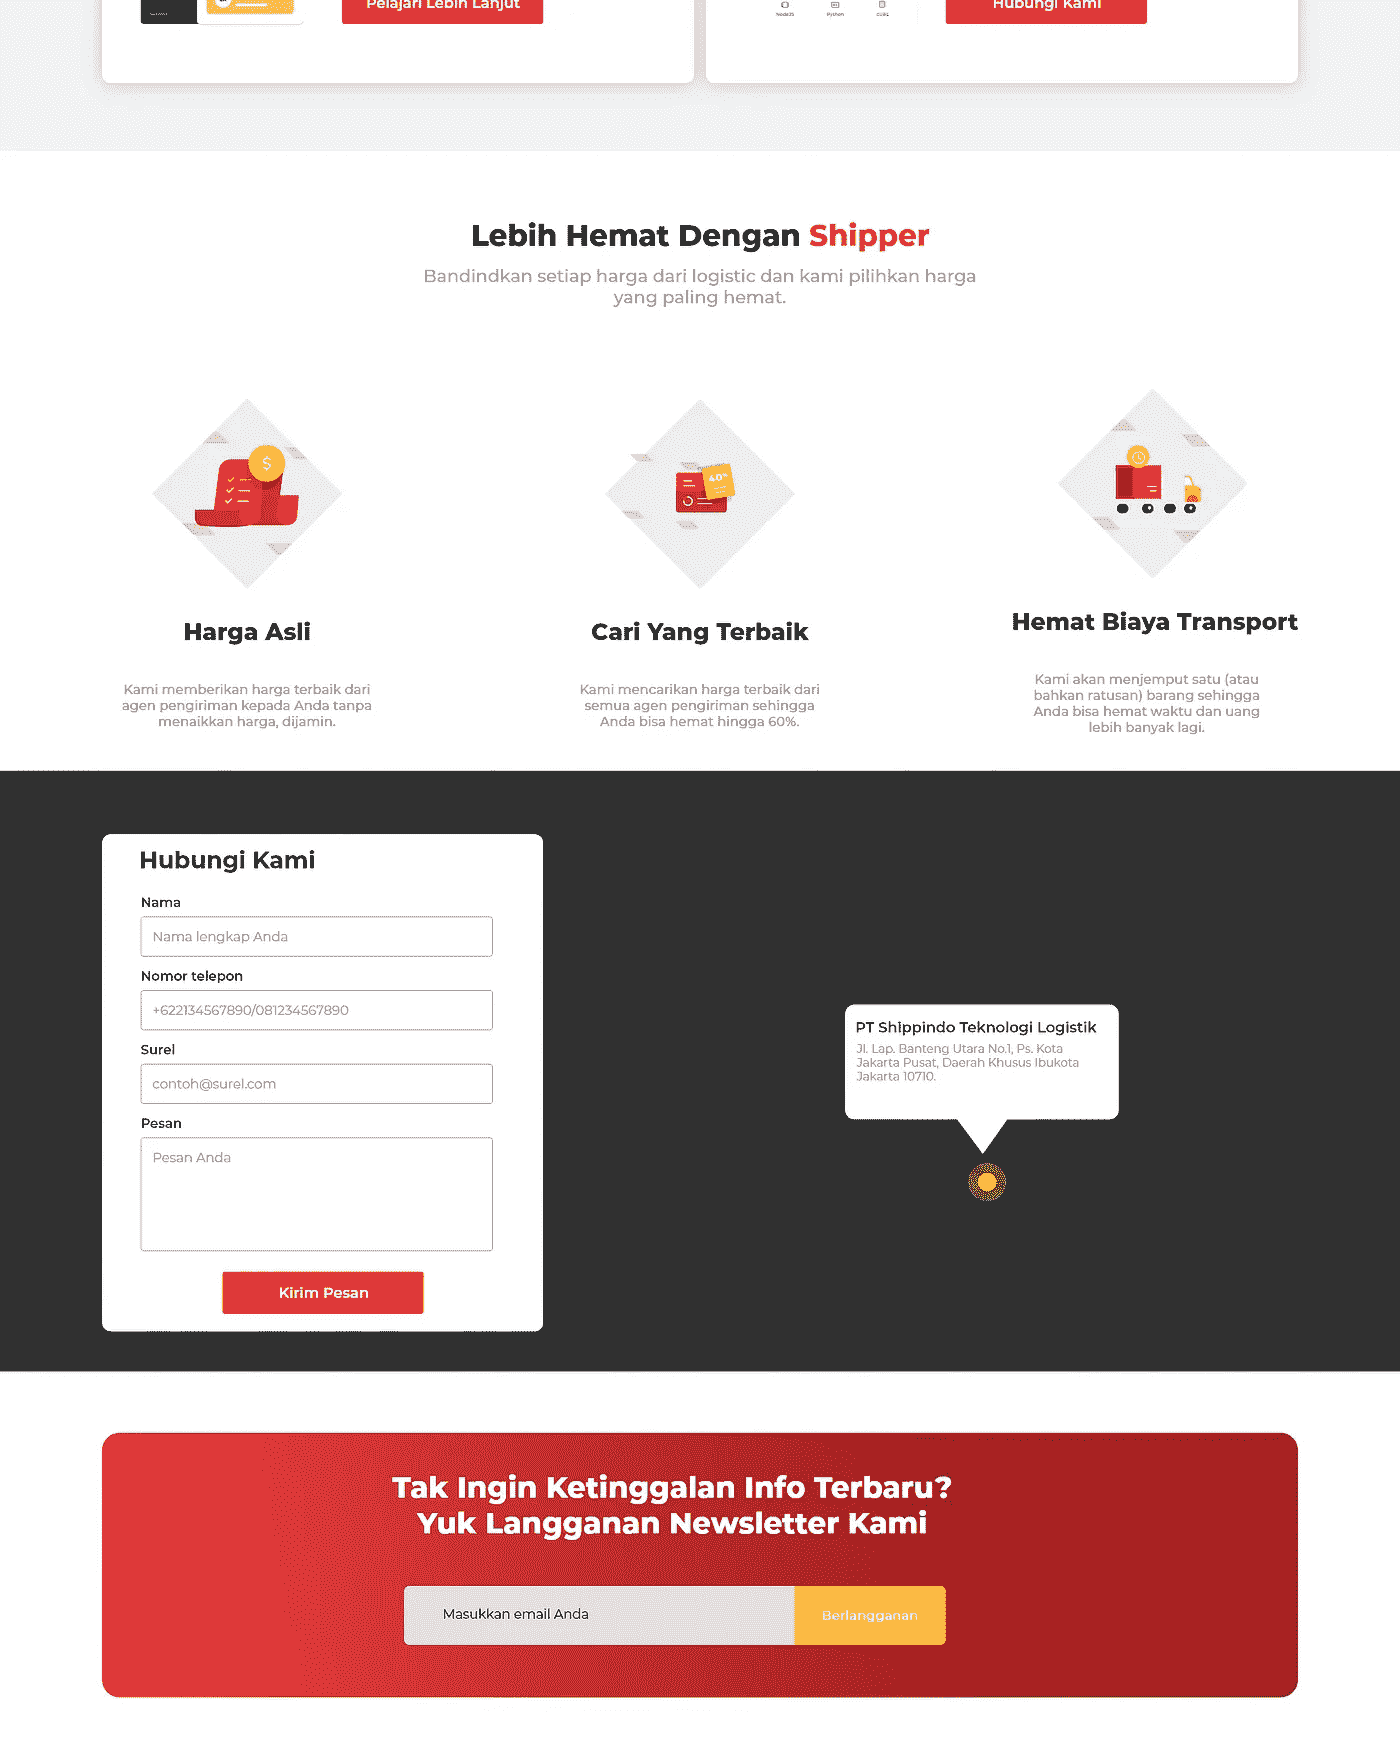 Pelajari Lebih Lanjut
NodeJS
Python
cURL
Hubungi Kami
Lebih Hemat Dengan Shipper
Bandindkan setiap harga dari logistic dan kami pilihkan harga
yang paling hemat.
$
40%
Harga Asli
Cari Yang Terbaik
Hemat Biaya Transport
Kami memberikan harga terbaik dari
agen pengiriman kepada Anda tanpa
menaikkan harga, dijamin.
Kami mencarikan harga terbaik dari
semua agen pengiriman sehingga
Anda bisa hemat hingga 60%.
Kami akan menjemput satu (atau
bahkan ratusan) barang sehingga
Anda bisa hemat waktu dan uang
lebih banyak lagi.
Hubungi Kami
Nama
Nama lengkap Anda
Nomor telepon
+622134567890/081234567890
Surel
contoh@surel.com
Pesan
Pesan Anda
Kirim Pesan
PT Shippindo Teknologi Logistik
Jl. Lap. Banteng Utara No.1, Ps. Kota
Jakarta Pusat, Daerah Khusus Ibukota
Jakarta 10710.
Tak Ingin Ketinggalan Info Terbaru?
Yuk Langganan Newsletter Kami
Masukkan email Anda
Berlangganan